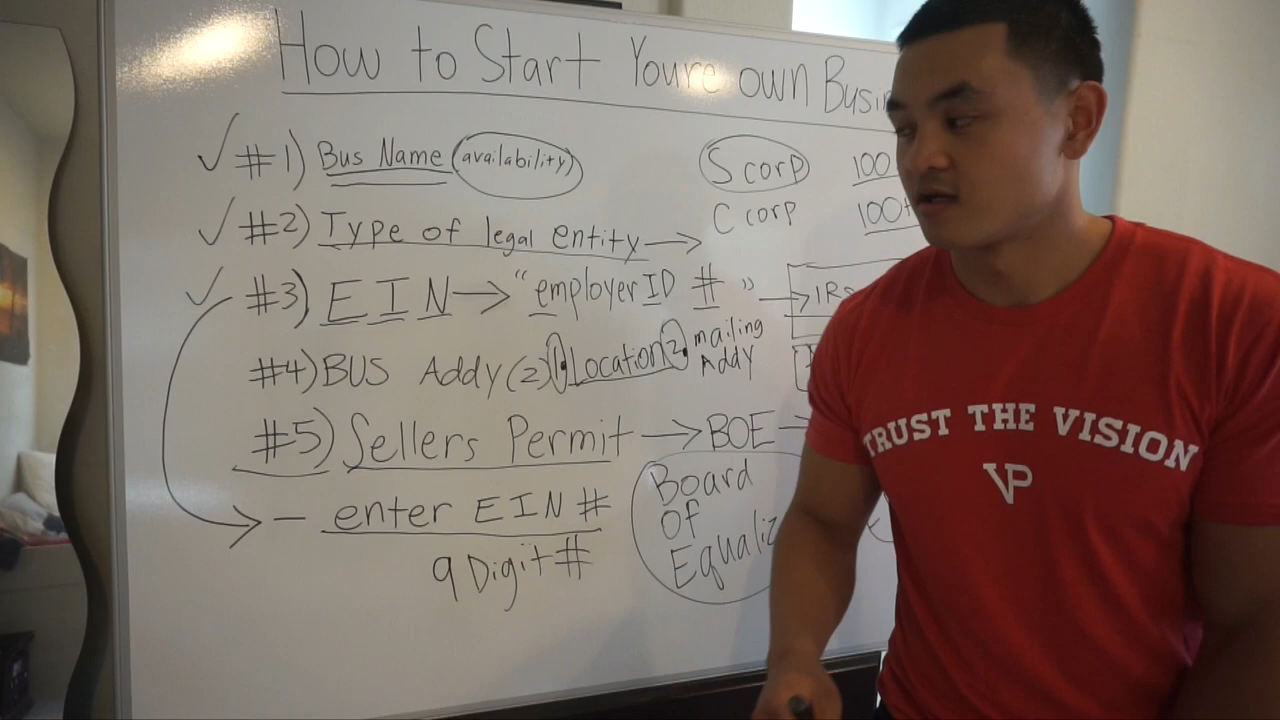 How to Start Youre own Busi
#1) Bus Name (availability)
#2) Type of legal entity →
S corp 100
C corp 100+
#3) EIN → "employer ID #" → IRS
#4) BUS Addy (2) 1. Location 2. mailing Addy
#5) Sellers Permit → BOE →
Board
Of
Equaliz
- enter EIN #
9 Digit #
TRUST THE VISION
VP